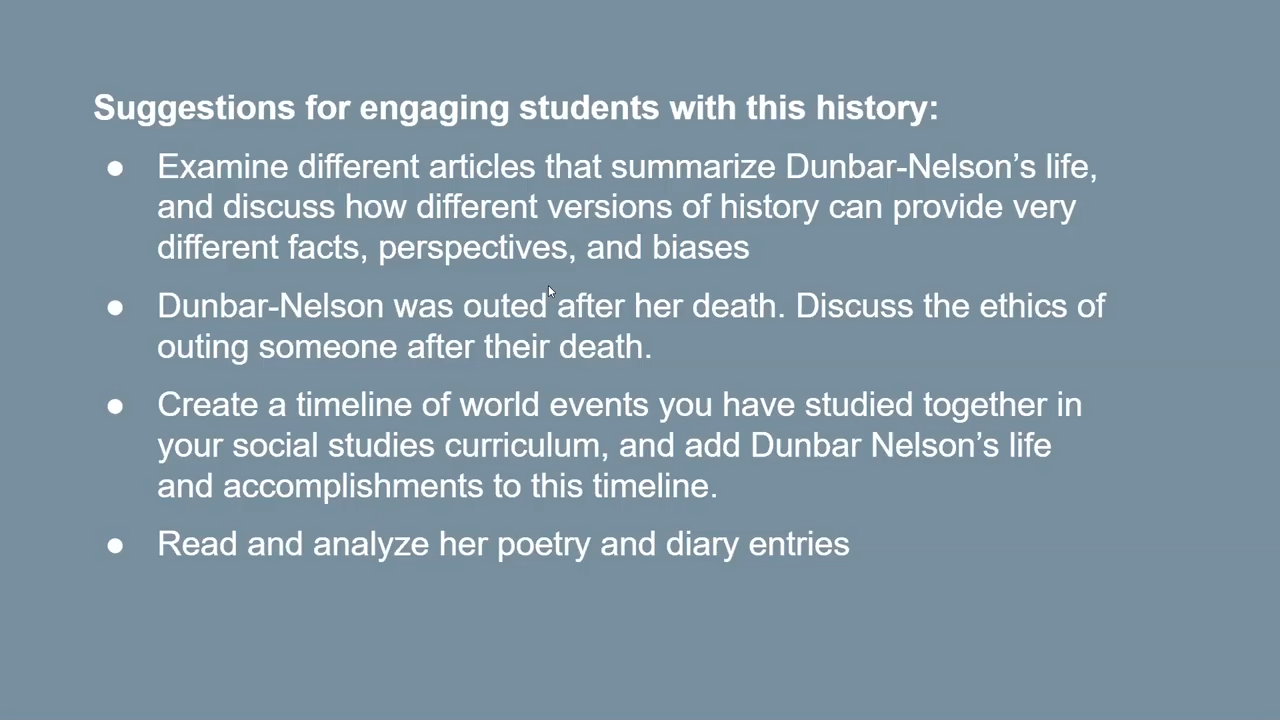 Suggestions for engaging students with this history:
● Examine different articles that summarize Dunbar-Nelson’s life,
and discuss how different versions of history can provide very
different facts, perspectives, and biases
● Dunbar-Nelson was outed after her death. Discuss the ethics of
outing someone after their death.
● Create a timeline of world events you have studied together in
your social studies curriculum, and add Dunbar Nelson’s life
and accomplishments to this timeline.
● Read and analyze her poetry and diary entries